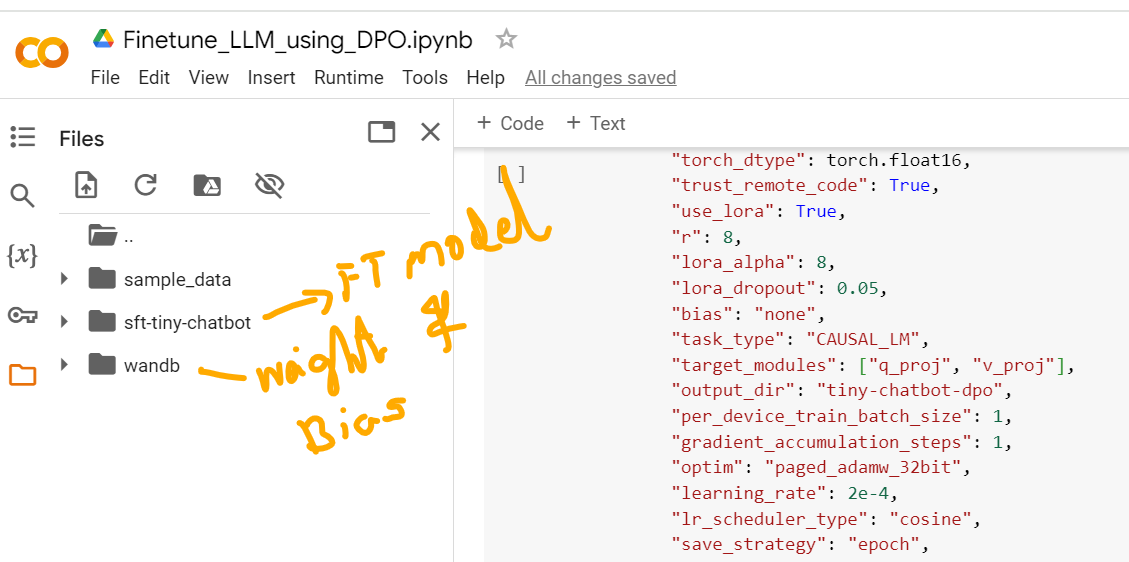 Finetune_LLM_using_DPO.ipynb
File Edit View Insert Runtime Tools Help All changes saved
Files
+ Code + Text
..
sample_data
sft-tiny-chatbot
wandb
{x}
FT model
weight &
Bias
[ ]
"torch_dtype": torch.float16,
"trust_remote_code": True,
"use_lora": True,
"r": 8,
"lora_alpha": 8,
"lora_dropout": 0.05,
"bias": "none",
"task_type": "CAUSAL_LM",
"target_modules": ["q_proj", "v_proj"],
"output_dir": "tiny-chatbot-dpo",
"per_device_train_batch_size": 1,
"gradient_accumulation_steps": 1,
"optim": "paged_adamw_32bit",
"learning_rate": 2e-4,
"lr_scheduler_type": "cosine",
"save_strategy": "epoch",